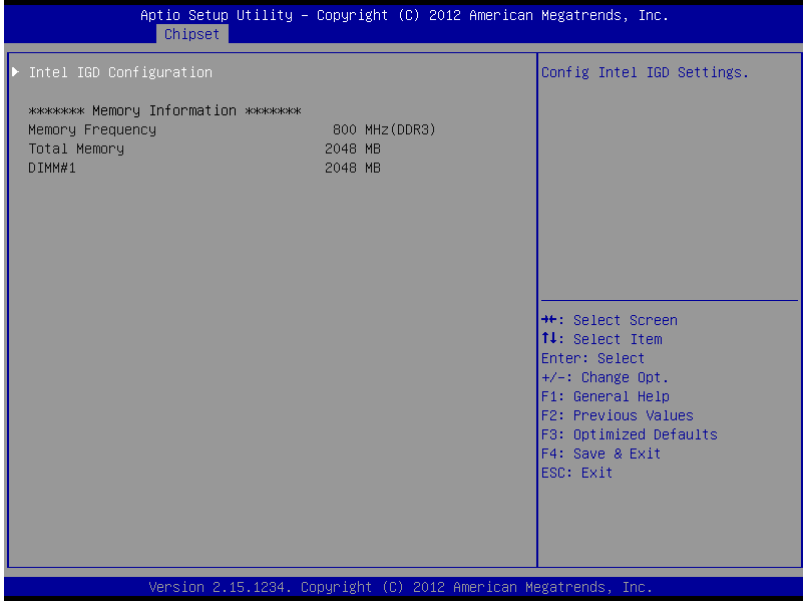 Aptio Setup Utility – Copyright (C) 2012 American Megatrends, Inc.
Chipset
▶ Intel IGD Configuration
******* Memory Information *******
Memory Frequency 800 MHz(DDR3)
Total Memory 2048 MB
DIMM#1 2048 MB
Config Intel IGD Settings.
→←: Select Screen
↑↓: Select Item
Enter: Select
+/-: Change Opt.
F1: General Help
F2: Previous Values
F3: Optimized Defaults
F4: Save & Exit
ESC: Exit
Version 2.15.1234. Copyright (C) 2012 American Megatrends, Inc.